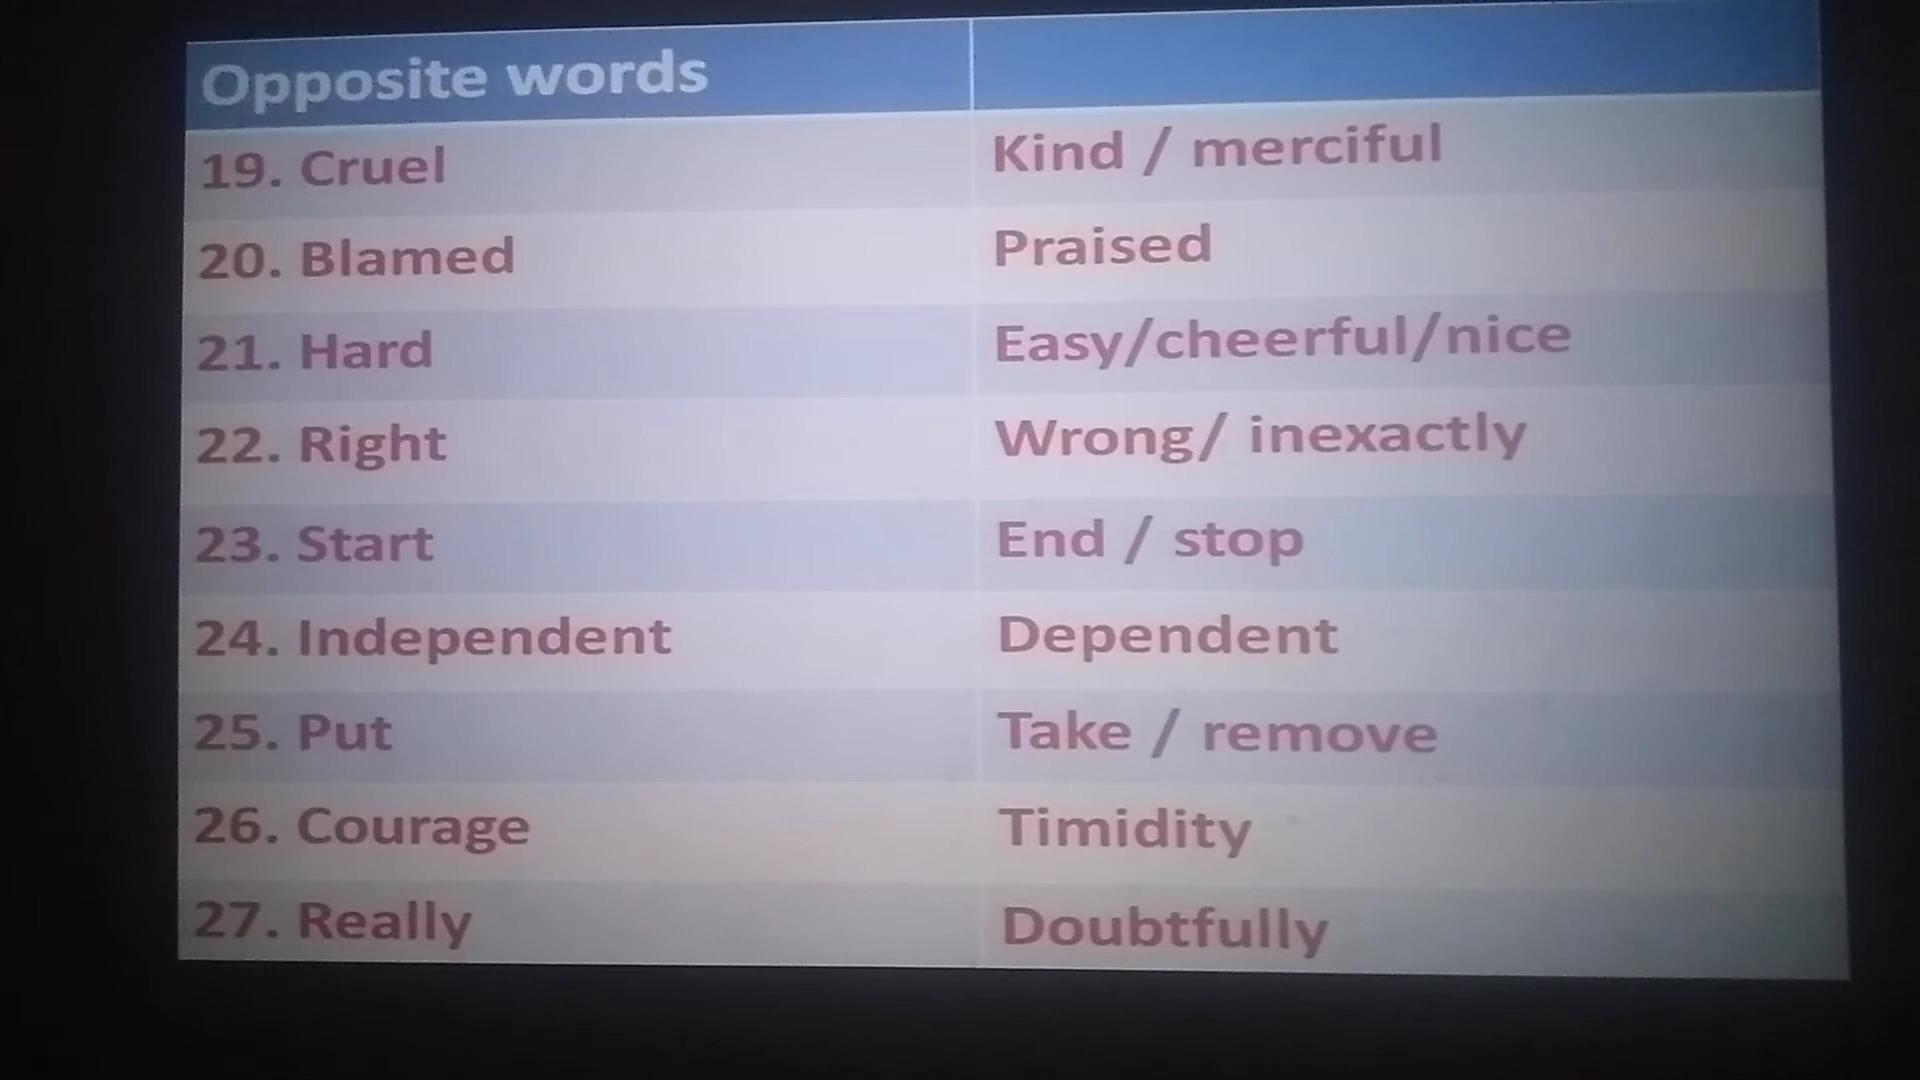 Opposite words
19. Cruel Kind / merciful
20. Blamed Praised
21. Hard Easy/cheerful/nice
22. Right Wrong/ inexactly
23. Start End / stop
24. Independent Dependent
25. Put Take / remove
26. Courage Timidity
27. Really Doubtfully